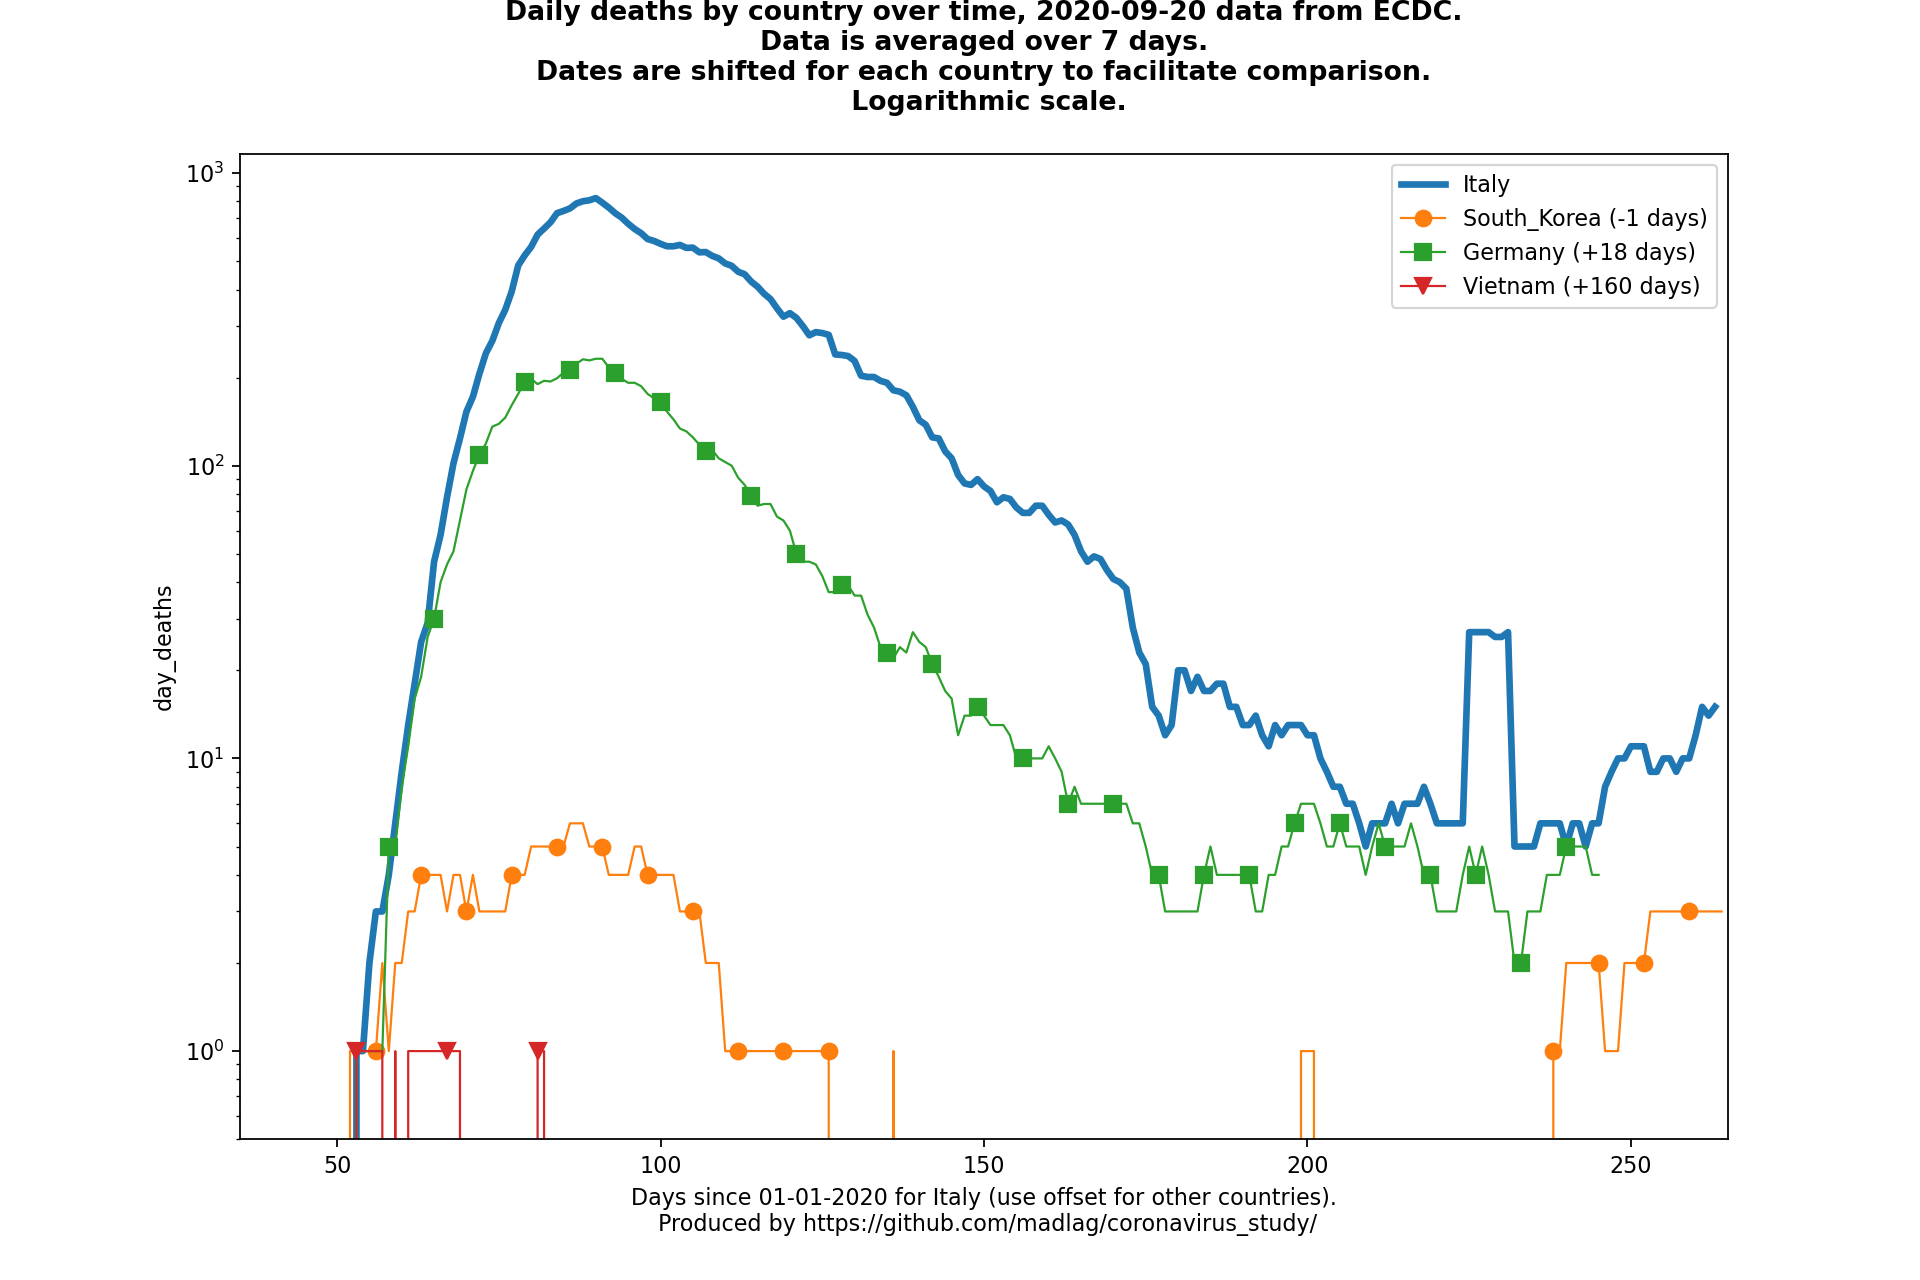 Daily deaths by country over time, 2020-09-20 data from ECDC.
Data is averaged over 7 days.
Dates are shifted for each country to facilitate comparison.
Logarithmic scale.
10³
10²
10¹
10⁰
day_deaths
Italy
South_Korea (-1 days)
Germany (+18 days)
Vietnam (+160 days)
50
100
150
200
250
Days since 01-01-2020 for Italy (use offset for other countries).
Produced by https://github.com/madlag/coronavirus_study/